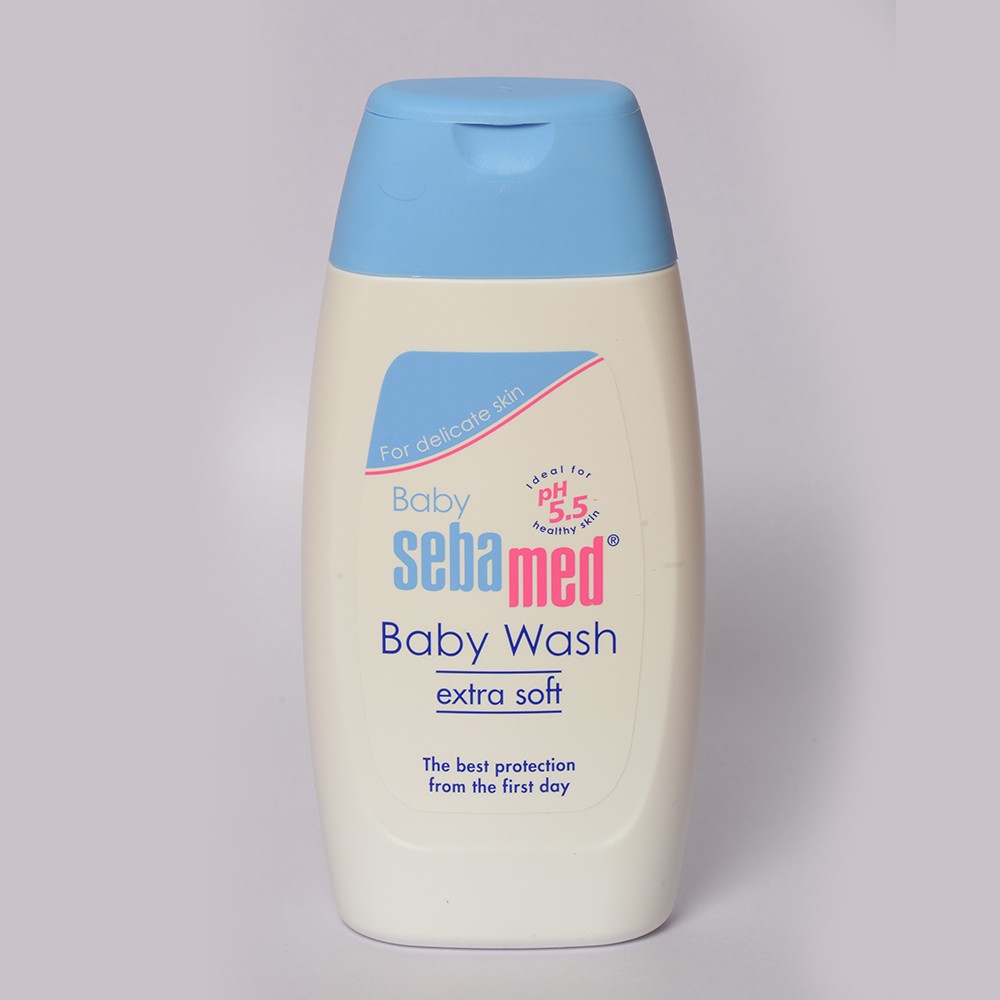 For delicate skin
Baby
Ideal for
pH
5.5
healthy skin
sebamed®
Baby Wash
extra soft
The best protection
from the first day